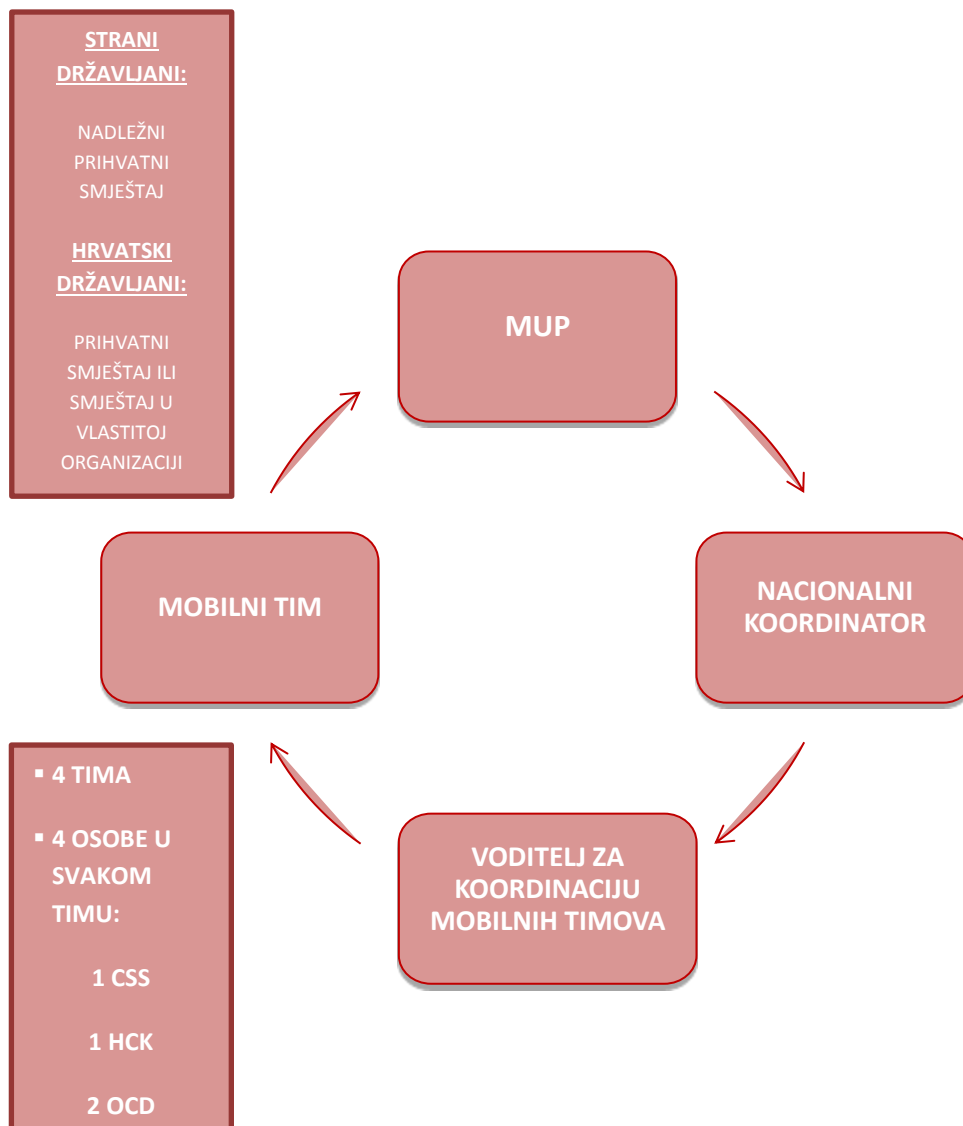 STRANI
DRŽAVLJANI:
NADLEŽNI
PRIHVATNI
SMJEŠTAJ
HRVATSKI
DRŽAVLJANI:
PRIHVATNI
SMJEŠTAJ ILI
SMJEŠTAJ U
VLASTITOJ
ORGANIZACIJI
MUP
NACIONALNI
KOORDINATOR
VODITELJ ZA
KOORDINACIJU
MOBILNIH TIMOVA
MOBILNI TIM
▪ 4 TIMA
▪ 4 OSOBE U
SVAKOM
TIMU:
1 CSS
1 HCK
2 OCD